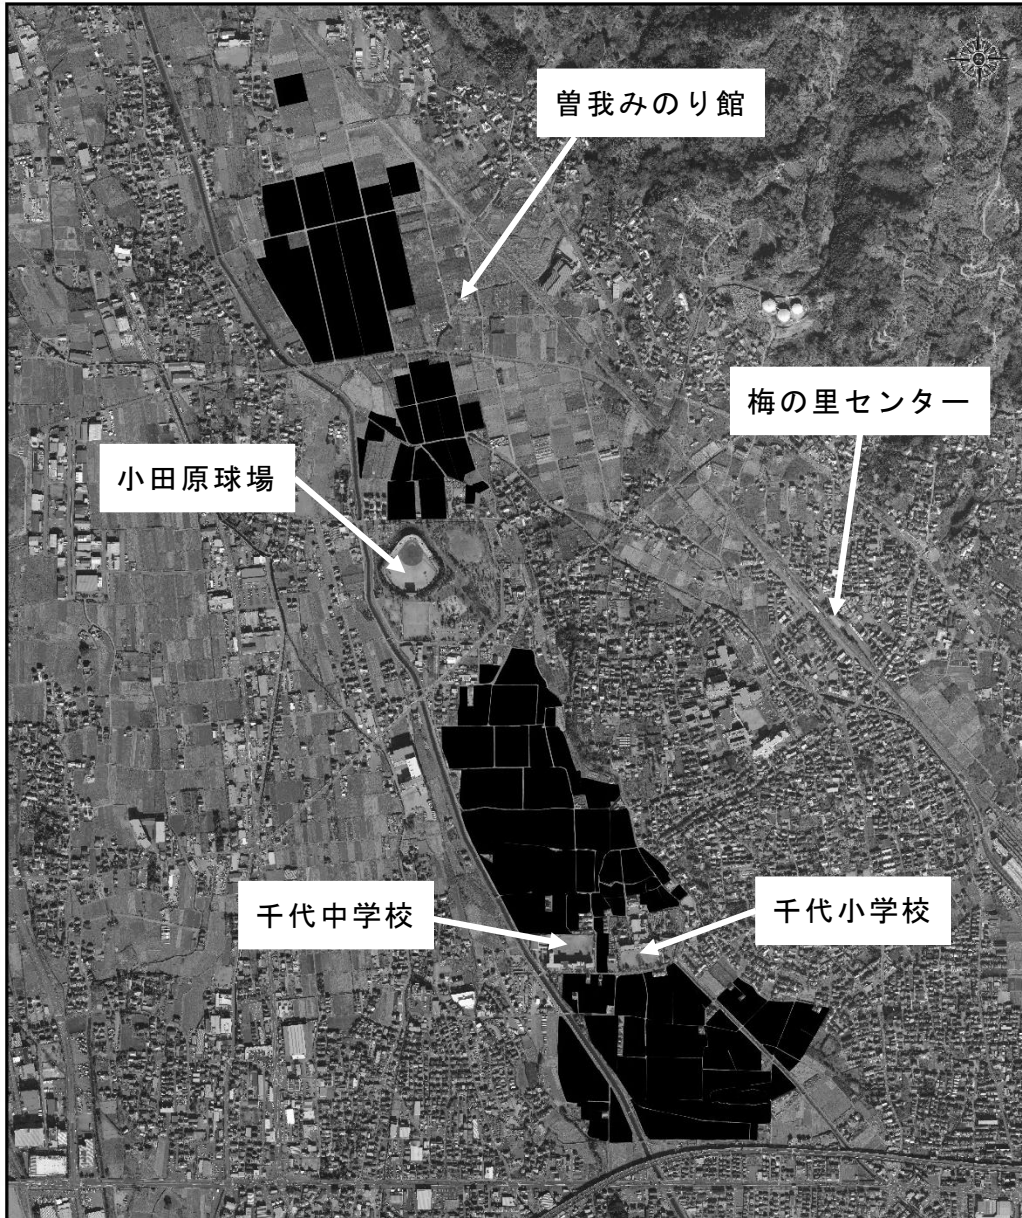 曽我みのり館
梅の里センター
小田原球場
千代中学校
千代小学校